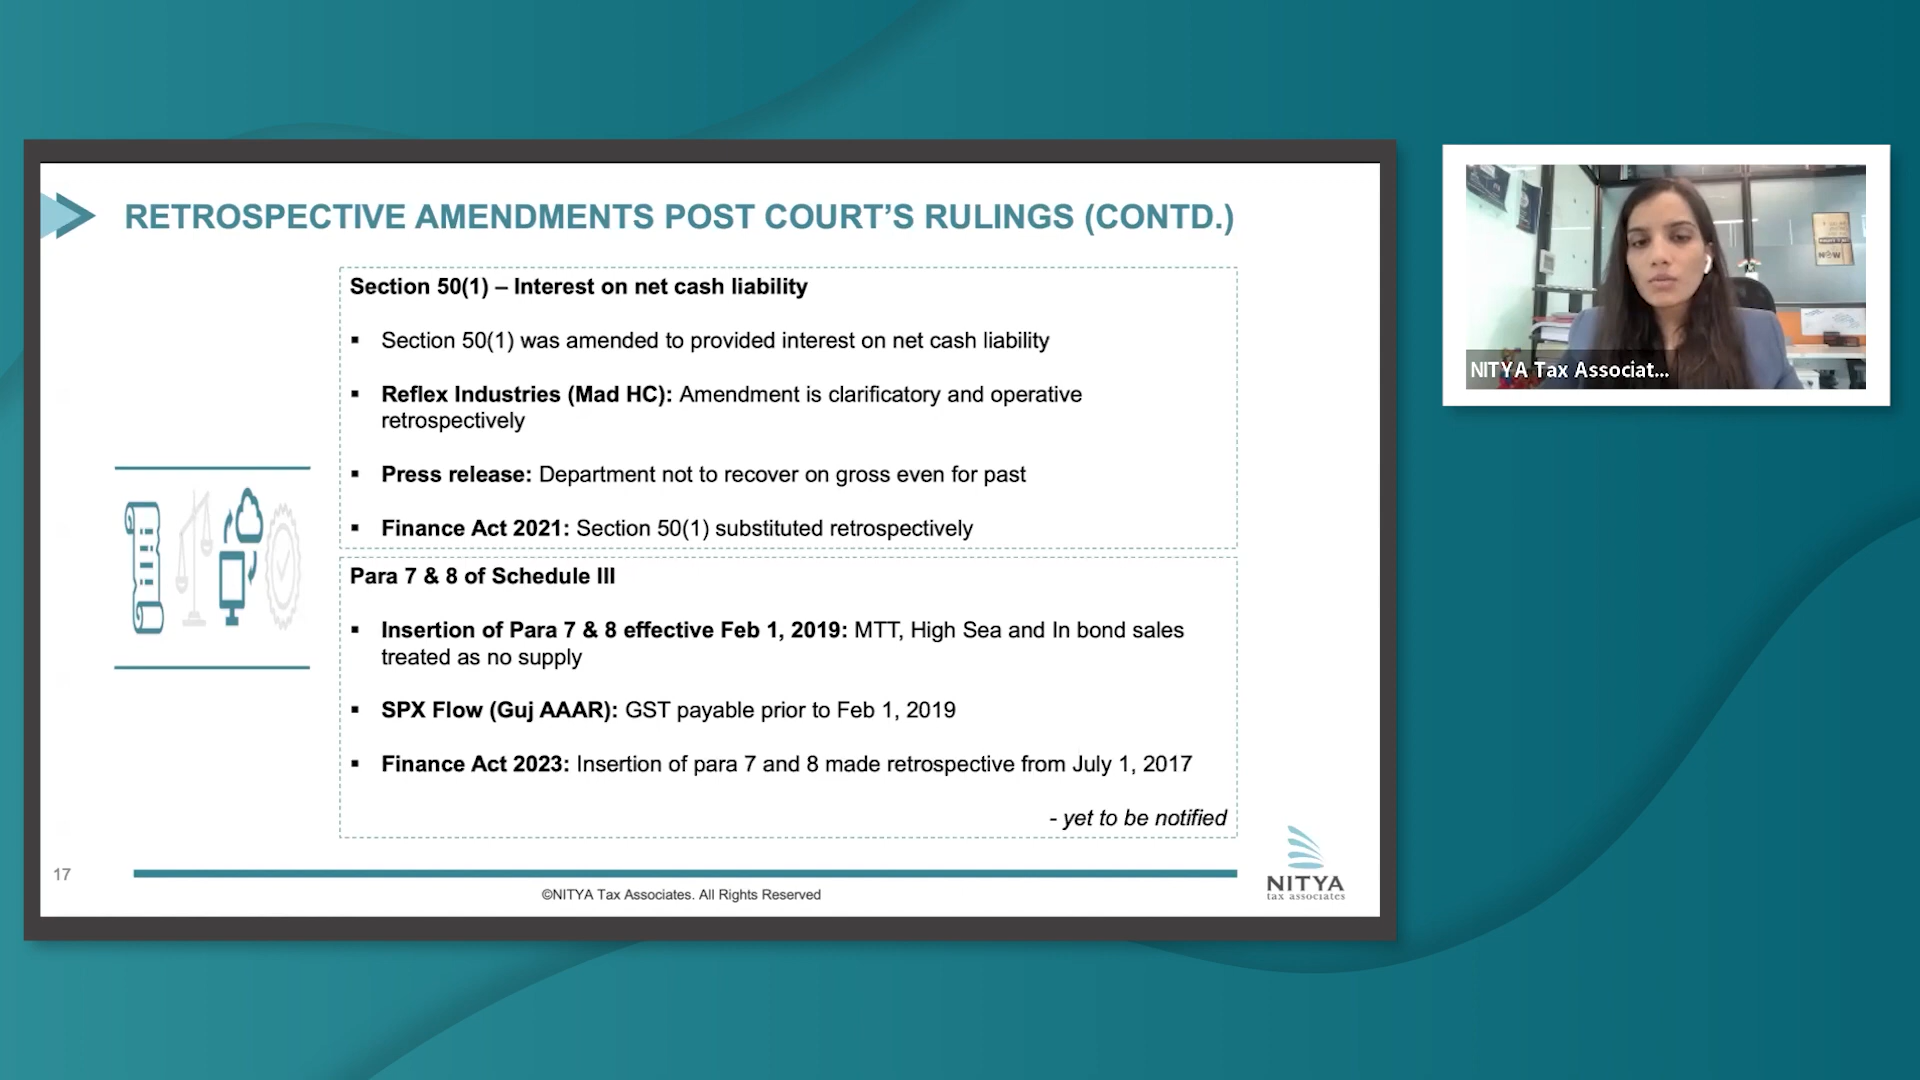 RETROSPECTIVE AMENDMENTS POST COURT'S RULINGS (CONTD.)
Section 50(1) – Interest on net cash liability
▪ Section 50(1) was amended to provided interest on net cash liability
▪ Reflex Industries (Mad HC): Amendment is clarificatory and operative
retrospectively
▪ Press release: Department not to recover on gross even for past
▪ Finance Act 2021: Section 50(1) substituted retrospectively
Para 7 & 8 of Schedule III
▪ Insertion of Para 7 & 8 effective Feb 1, 2019: MTT, High Sea and In bond sales
treated as no supply
▪ SPX Flow (Guj AAAR): GST payable prior to Feb 1, 2019
▪ Finance Act 2023: Insertion of para 7 and 8 made retrospective from July 1, 2017
- yet to be notified
17
©NITYA Tax Associates. All Rights Reserved
NITYA
tax associates
NITYA Tax Associat...
NOW